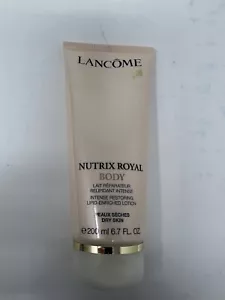 LANCÔME
NUTRIX ROYAL
BODY
LAIT RÉPARATEUR
RELIPIDANT INTENSE
INTENSE RESTORING
LIPID-ENRICHED LOTION
PEAUX SÈCHES
DRY SKIN
e 200 ml 6.7 FL. OZ.